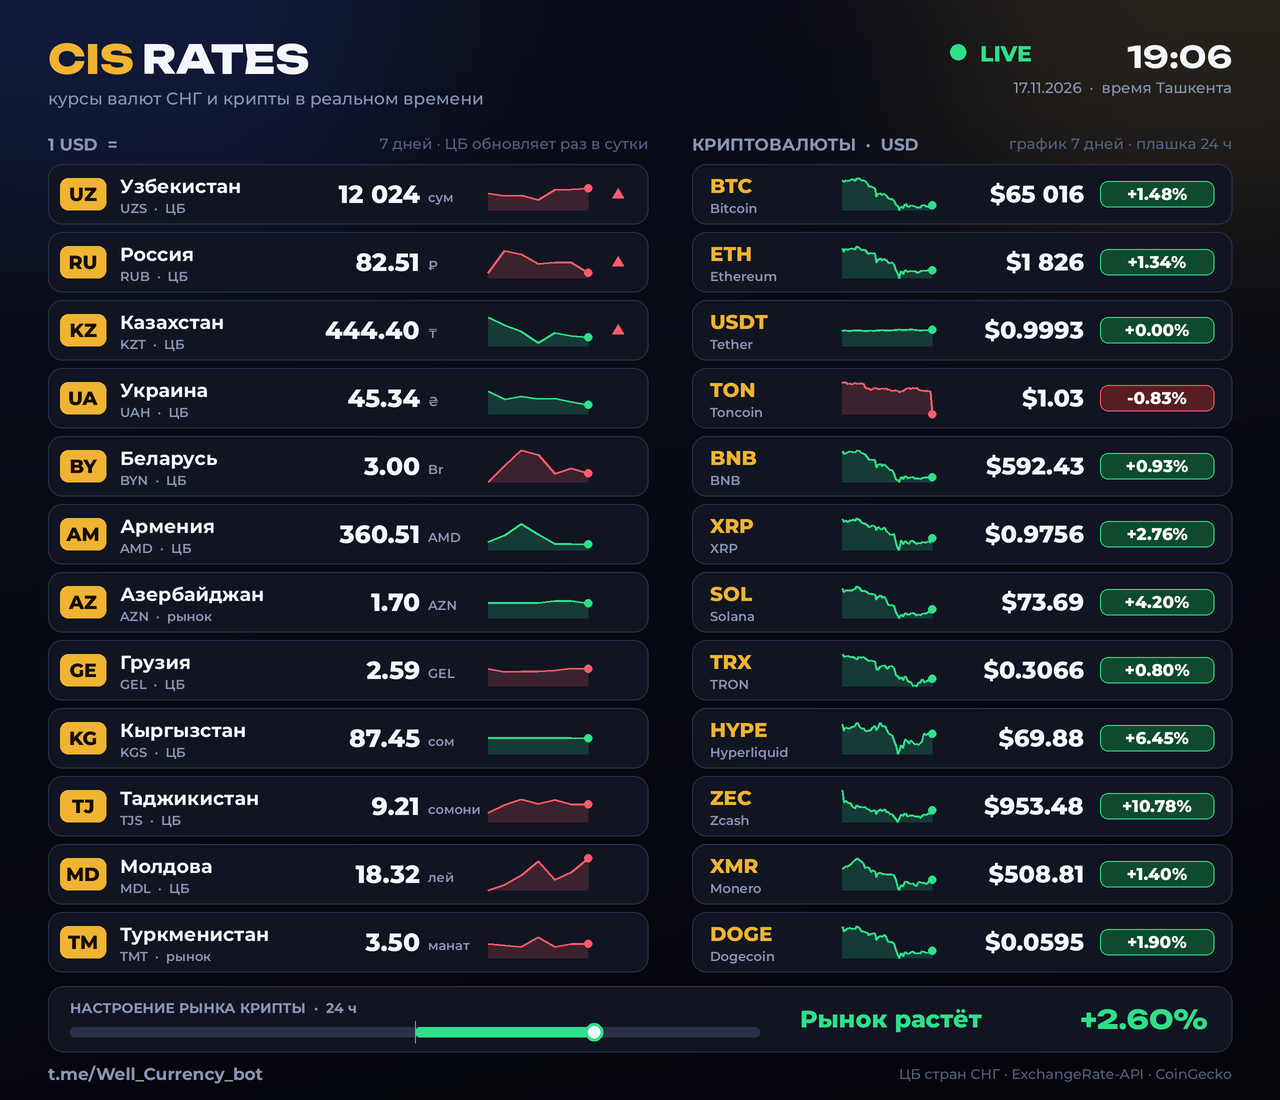 CIS RATES
курсы валют СНГ и крипты в реальном времени
LIVE 19:06
17.11.2026 · время Ташкента
1 USD =
7 дней · ЦБ обновляет раз в сутки
UZ Узбекистан 12 024 сум
UZS · ЦБ
RU Россия 82.51 ₽
RUB · ЦБ
KZ Казахстан 444.40 ₸
KZT · ЦБ
UA Украина 45.34 ₴
UAH · ЦБ
BY Беларусь 3.00 Br
BYN · ЦБ
AM Армения 360.51 AMD
AMD · ЦБ
AZ Азербайджан 1.70 AZN
AZN · рынок
GE Грузия 2.59 GEL
GEL · ЦБ
KG Кыргызстан 87.45 сом
KGS · ЦБ
TJ Таджикистан 9.21 сомони
TJS · ЦБ
MD Молдова 18.32 лей
MDL · ЦБ
TM Туркменистан 3.50 манат
TMT · рынок
КРИПТОВАЛЮТЫ · USD
график 7 дней · плашка 24 ч
BTC $65 016 +1.48%
Bitcoin
ETH $1 826 +1.34%
Ethereum
USDT $0.9993 +0.00%
Tether
TON $1.03 -0.83%
Toncoin
BNB $592.43 +0.93%
BNB
XRP $0.9756 +2.76%
XRP
SOL $73.69 +4.20%
Solana
TRX $0.3066 +0.80%
TRON
HYPE $69.88 +6.45%
Hyperliquid
ZEC $953.48 +10.78%
Zcash
XMR $508.81 +1.40%
Monero
DOGE $0.0595 +1.90%
Dogecoin
НАСТРОЕНИЕ РЫНКА КРИПТЫ · 24 ч
Рынок растёт +2.60%
t.me/Well_Currency_bot
ЦБ стран СНГ · ExchangeRate-API · CoinGecko